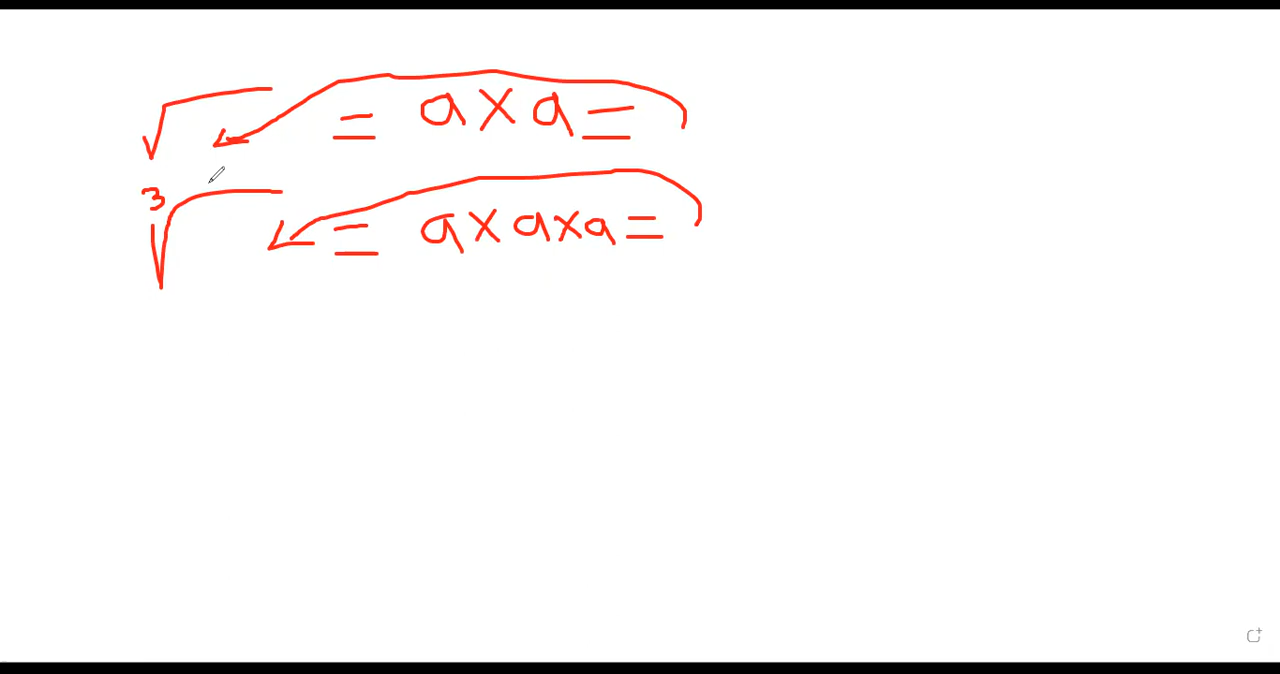 √ = a x a =
3√ = a x a x a =